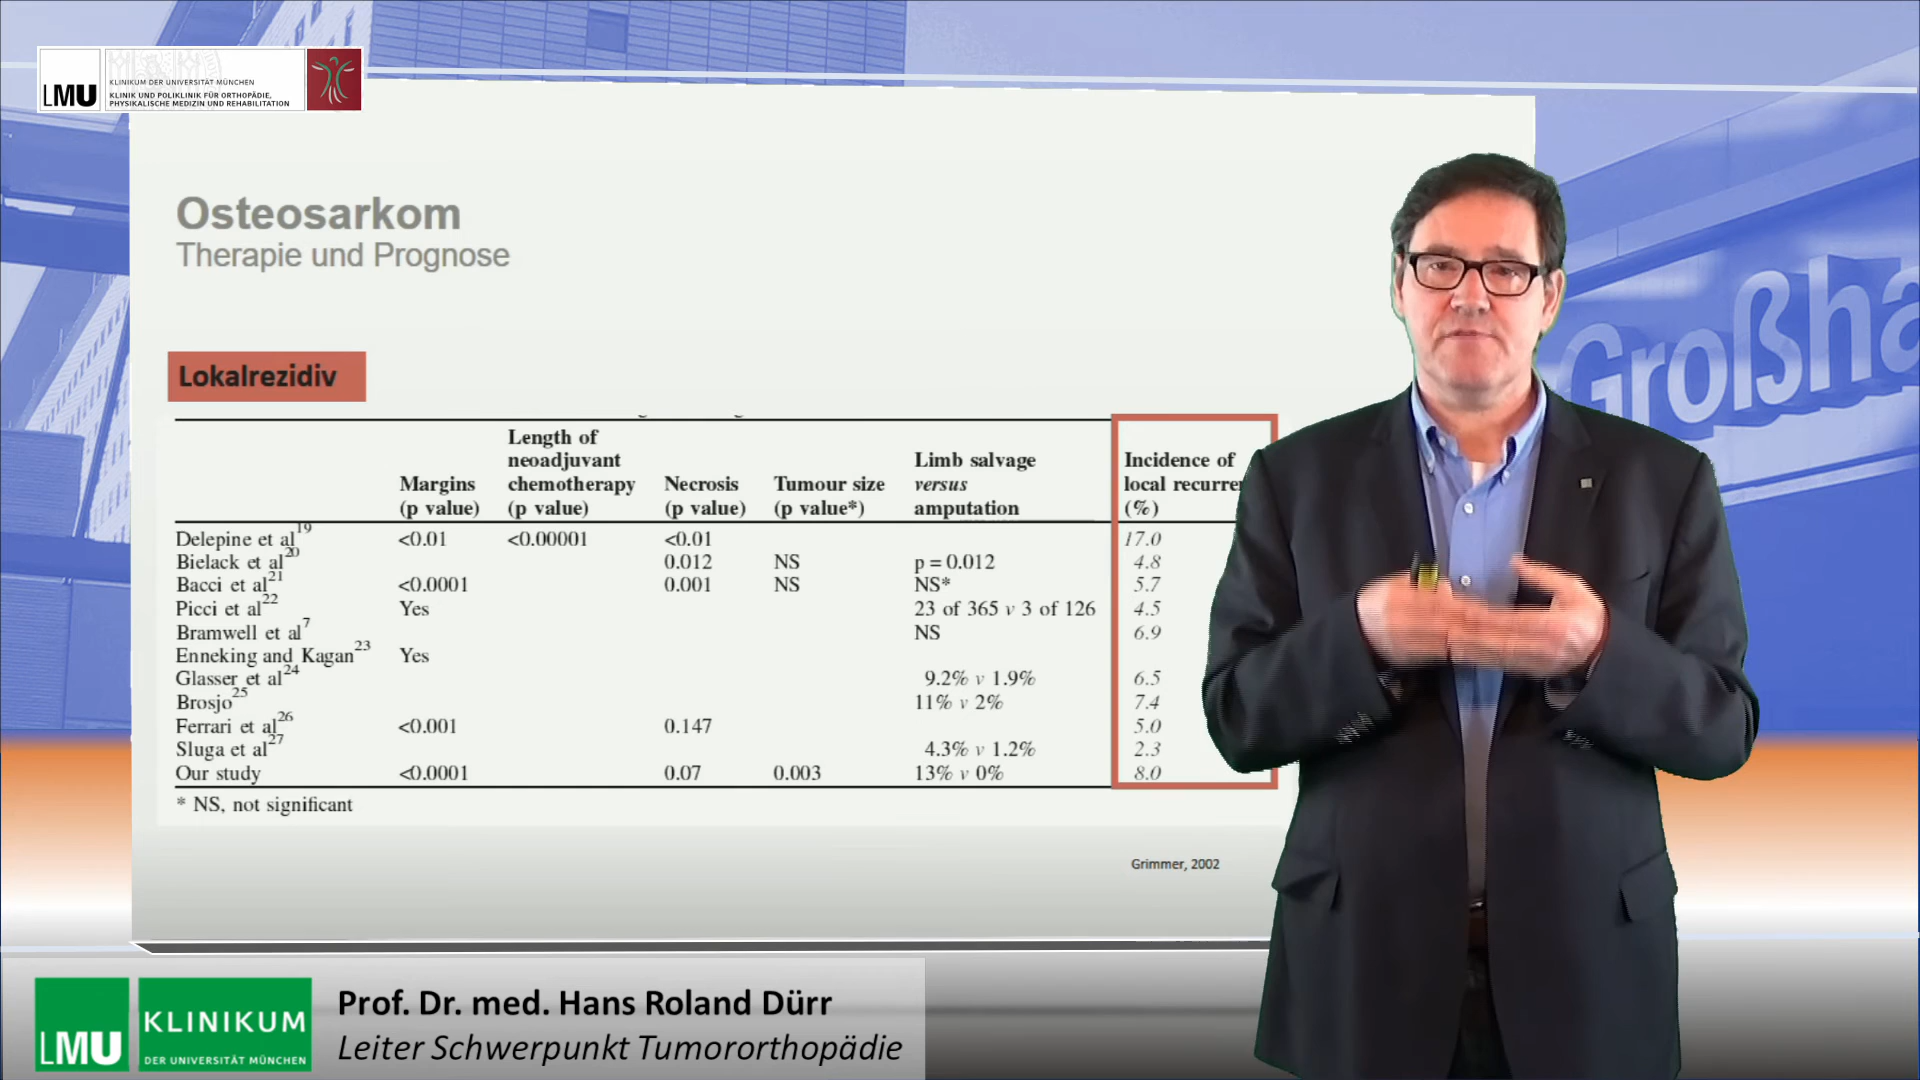 LMU
KLINIKUM DER UNIVERSITÄT MÜNCHEN
KLINIK UND POLIKLINIK FÜR ORTHOPÄDIE,
PHYSIKALISCHE MEDIZIN UND REHABILITATION
Großha
Osteosarkom
Therapie und Prognose
Lokalrezidiv
Margins (p value) Length of neoadjuvant chemotherapy (p value) Necrosis (p value) Tumour size (p value*) Limb salvage versus amputation Incidence of local recurre (%)
Delepine et al19 <0.01 <0.00001 <0.01 17.0
Bielack et al20 0.012 NS p = 0.012 4.8
Bacci et al21 <0.0001 0.001 NS NS* 5.7
Picci et al22 Yes 23 of 365 v 3 of 126 4.5
Bramwell et al7 NS 6.9
Enneking and Kagan23 Yes
Glasser et al24 9.2% v 1.9% 6.5
Brosjo25 11% v 2% 7.4
Ferrari et al26 <0.001 0.147 5.0
Sluga et al27 4.3% v 1.2% 2.3
Our study <0.0001 0.07 0.003 13% v 0% 8.0
* NS, not significant
Grimmer, 2002
LMU
KLINIKUM
DER UNIVERSITÄT MÜNCHEN
Prof. Dr. med. Hans Roland Dürr
Leiter Schwerpunkt Tumororthopädie